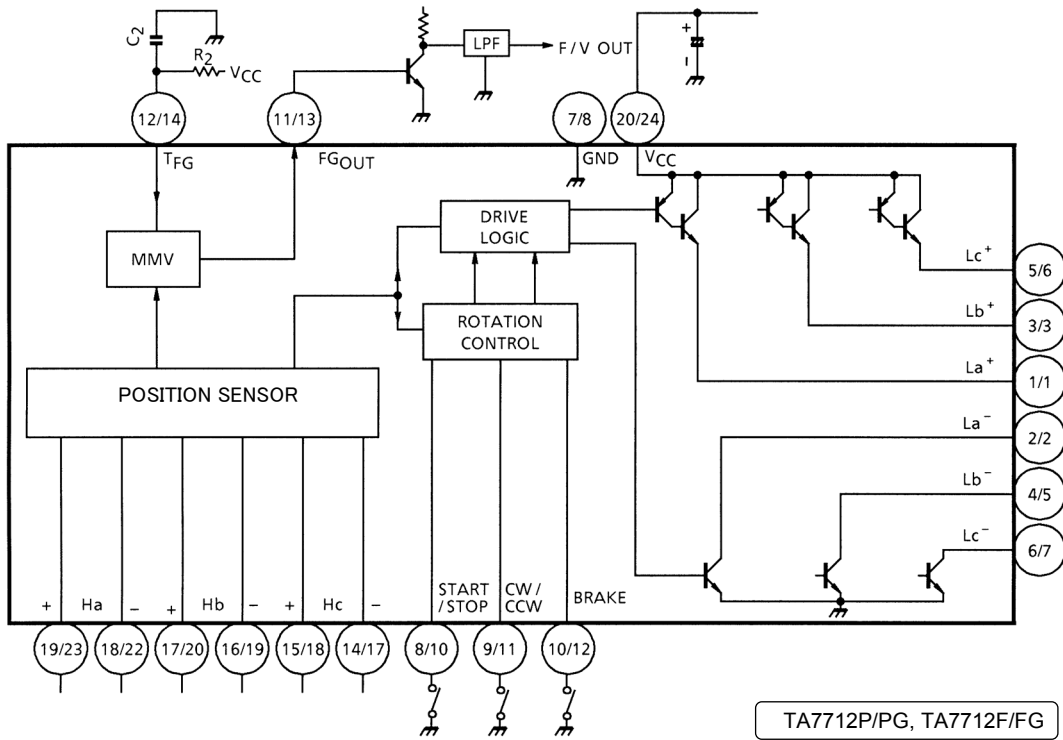 C2
R2
VCC
LPF
F/V OUT
+
-
12/14
11/13
7/8
20/24
TFG
FGOUT
GND
VCC
MMV
DRIVE
LOGIC
ROTATION
CONTROL
POSITION SENSOR
Lc+
5/6
Lb+
3/3
La+
1/1
La-
2/2
Lb-
4/5
Lc-
6/7
+ Ha - + Hb - + Hc -
START
/STOP
CW/
CCW
BRAKE
19/23
18/22
17/20
16/19
15/18
14/17
8/10
9/11
10/12
TA7712P/PG, TA7712F/FG